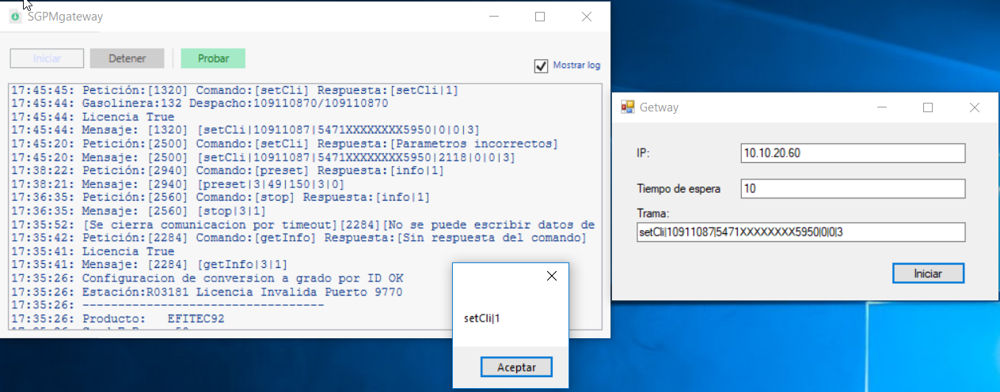 SGPMgateway
Iniciar
Detener
Probar
Mostrar log
17:45:45: Petición:[1320] Comando:[setCli] Respuesta:[setCli|1]
17:45:44: Gasolinera:132 Despacho:109110870/109110870
17:45:44: Licencia True
17:45:44: Mensaje: [1320] [setCli|10911087|5471XXXXXXXX5950|0|0|3]
17:45:20: Petición:[2500] Comando:[setCli] Respuesta:[Parametros incorrectos]
17:45:20: Mensaje: [2500] [setCli|10911087|5471XXXXXXXX5950|2118|0|0|3]
17:38:22: Petición:[2940] Comando:[preset] Respuesta:[info|1]
17:38:21: Mensaje: [2940] [preset|3|49|150|3|0]
17:36:35: Petición:[2560] Comando:[stop] Respuesta:[info|1]
17:36:35: Mensaje: [2560] [stop|3|1]
17:35:52: [Se cierra comunicacion por timeout][2284][No se puede escribir datos de
17:35:42: Petición:[2284] Comando:[getInfo] Respuesta:[Sin respuesta del comando]
17:35:41: Licencia True
17:35:41: Mensaje: [2284] [getInfo|3|1]
17:35:26: Configuracion de conversion a grado por ID OK
17:35:26: Estación:R03181 Licencia Invalida Puerto 9770
17:35:26: ----------------------------------
17:35:26: Producto: EFITEC92
Getway
IP:
10.10.20.60
Tiempo de espera
10
Trama:
setCli|10911087|5471XXXXXXXX5950|0|0|3
Iniciar
setCli|1
Aceptar